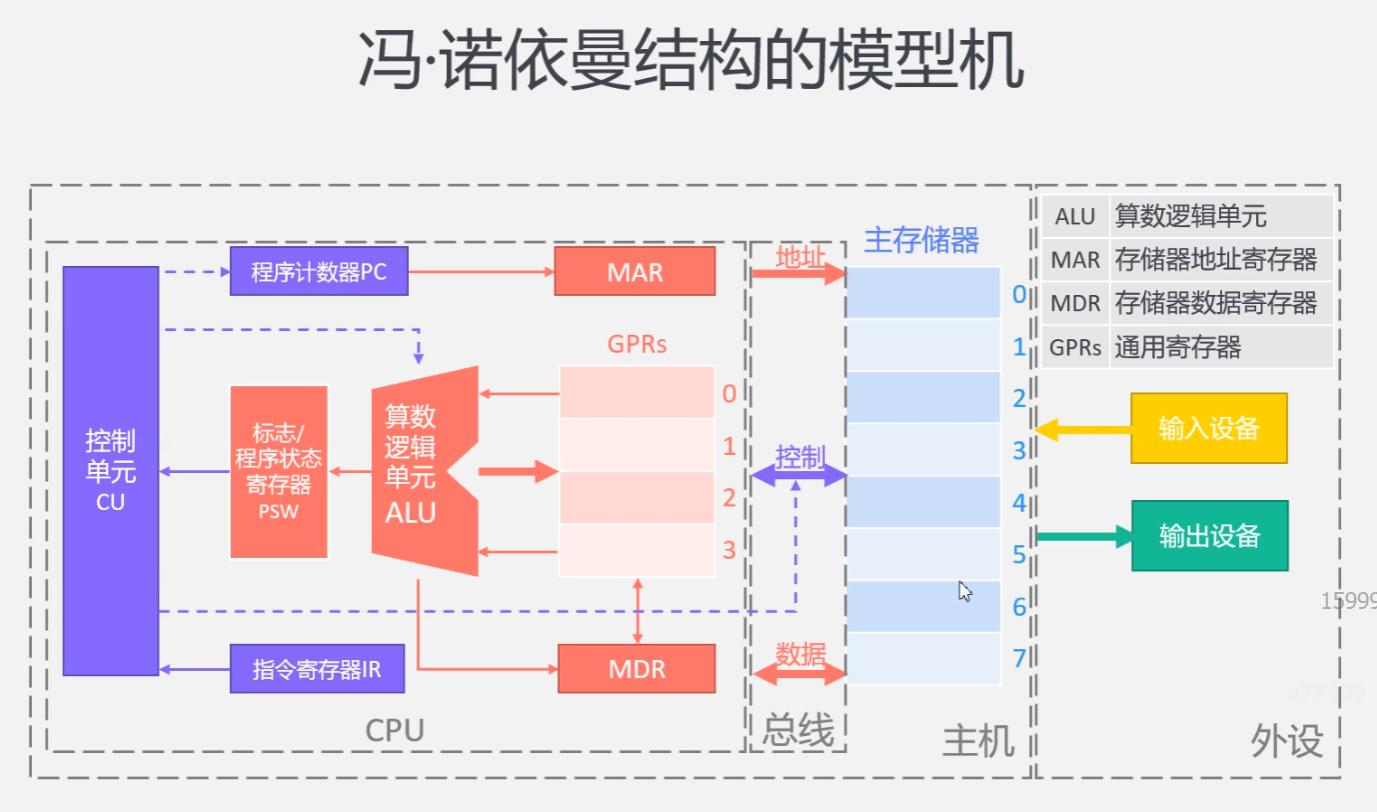 冯·诺依曼结构的模型机
ALU 算数逻辑单元
MAR 存储器地址寄存器
MDR 存储器数据寄存器
GPRs 通用寄存器
主存储器
地址
程序计数器PC
MAR
0
1
2
3
4
5
6
7
GPRs
0
1
2
3
控制
单元
CU
标志/
程序状态
寄存器
PSW
算数
逻辑
单元
ALU
控制
输入设备
输出设备
15999
数据
指令寄存器IR
MDR
CPU
总线
主机
外设